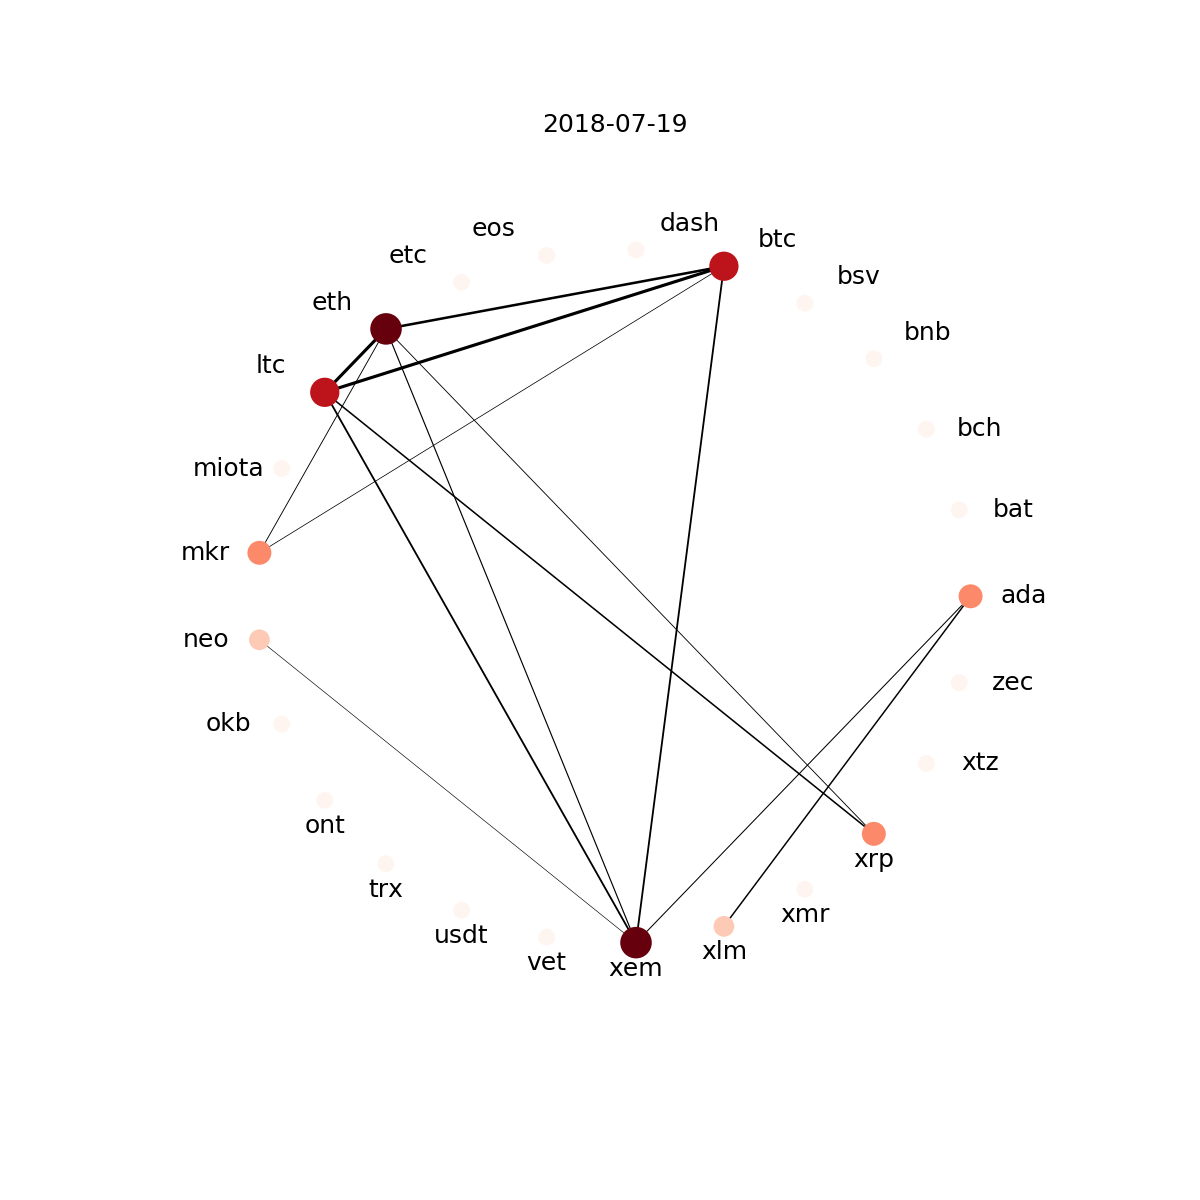 2018-07-19
dash
eos
btc
etc
bsv
eth
bnb
ltc
bch
miota
bat
mkr
ada
neo
zec
okb
xtz
ont
xrp
trx
xmr
usdt
xlm
vet
xem